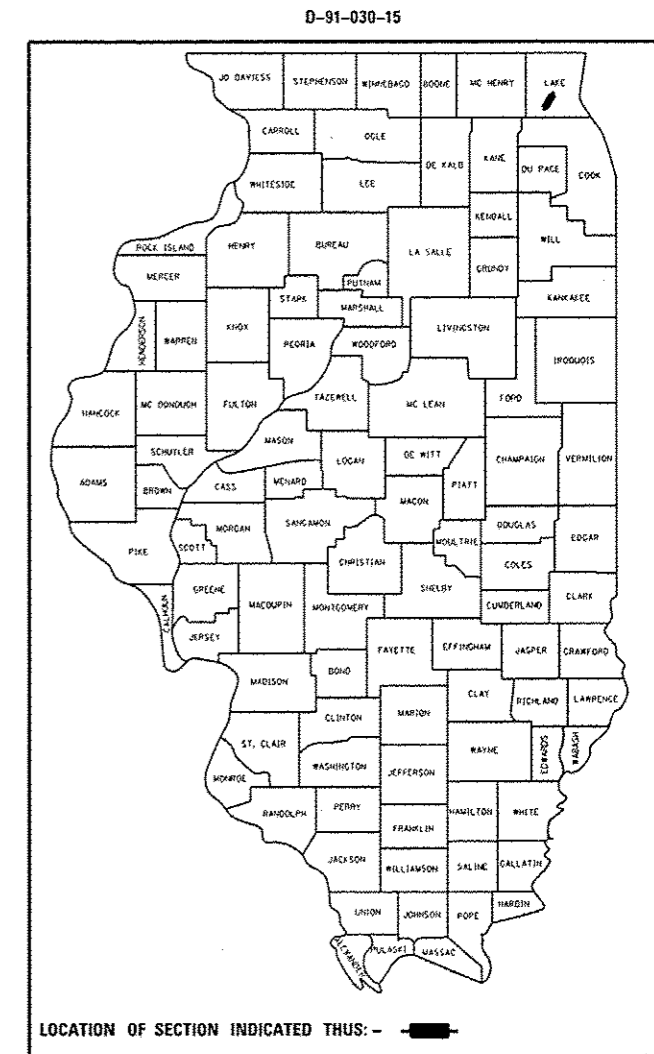 D-91-030-15
JO DAVIESS STEPHENSON WINNEBAGO BOONE MC HENRY LAKE
CARROLL OGLE
DE KALB KANE DU PAGE COOK
WHITESIDE LEE
KENDALL
ROCK ISLAND HENRY BUREAU LA SALLE WILL
MERCER PUTNAM GRUNDY
STARK MARSHALL KANKAKEE
HENDERSON WARREN KNOX LIVINGSTON
PEORIA WOODFORD IROQUOIS
HANCOCK MC DONOUGH FULTON TAZEWELL MC LEAN FORD
MASON
SCHUYLER LOGAN DE WITT CHAMPAIGN VERMILION
ADAMS BROWN CASS MENARD PIATT
MACON
MORGAN SANGAMON DOUGLAS
PIKE SCOTT CHRISTIAN MOULTRIE EDGAR
COLES
GREENE SHELBY
CALHOUN MACOUPIN MONTGOMERY CUMBERLAND CLARK
JERSEY
FAYETTE EFFINGHAM JASPER CRAWFORD
MADISON BOND
CLAY RICHLAND LAWRENCE
CLINTON MARION
ST. CLAIR WAYNE EDWARDS WABASH
WASHINGTON JEFFERSON
MONROE
RANDOLPH PERRY HAMILTON WHITE
FRANKLIN
JACKSON WILLIAMSON SALINE GALLATIN
UNION JOHNSON POPE HARDIN
ALEXANDER PULASKI MASSAC
LOCATION OF SECTION INDICATED THUS: -